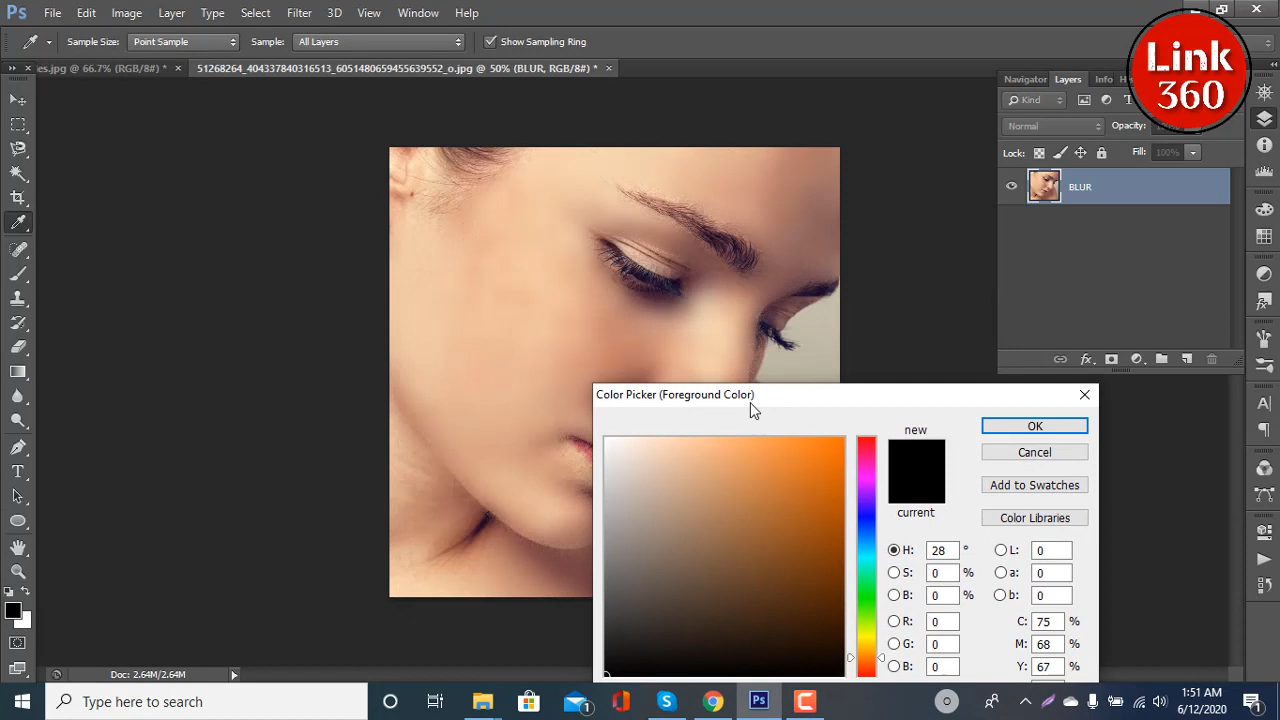 Ps File Edit Image Layer Type Select Filter 3D View Window Help
Sample Size: Point Sample Sample: All Layers Show Sampling Ring
es.jpg @ 66.7% (RGB/8#) * × 51268264_404337840316513_6051480659455639552_o.jpg @ 50% (BLUR, RGB/8#) * ×
Link
360
Navigator Layers Info
Kind
Normal Opacity:
Lock: Fill: 100%
BLUR
Color Picker (Foreground Color)
new
current
OK
Cancel
Add to Swatches
Color Libraries
H: 28 ° L: 0
S: 0 % a: 0
B: 0 % b: 0
R: 0 C: 75 %
G: 0 M: 68 %
B: 0 Y: 67 %
Doc: 2.64M/2.64M
Type here to search
1
Ps
1:51 AM
6/12/2020
1